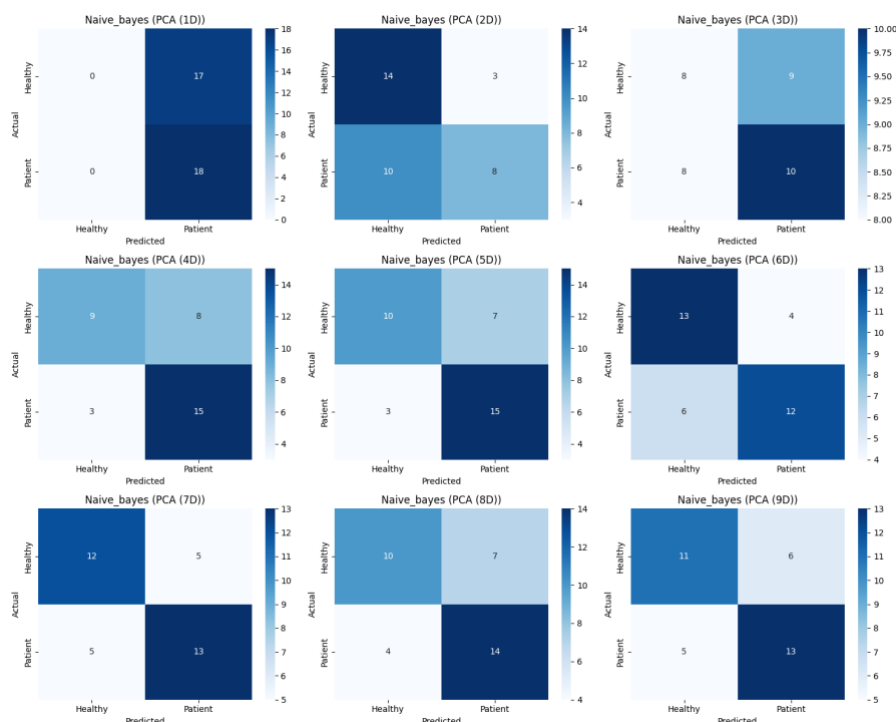 Naive_bayes (PCA (1D))
Healthy
Patient
Actual
0
17
0
18
Healthy
Patient
Predicted
18
16
14
12
10
8
6
4
2
0
Naive_bayes (PCA (2D))
Healthy
Patient
Actual
14
3
10
8
Healthy
Patient
Predicted
14
12
10
8
6
4
Naive_bayes (PCA (3D))
Healthy
Patient
Actual
8
9
8
10
Healthy
Patient
Predicted
10.00
9.75
9.50
9.25
9.00
8.75
8.50
8.25
8.00
Naive_bayes (PCA (4D))
Healthy
Patient
Actual
9
8
3
15
Healthy
Patient
Predicted
14
12
10
8
6
4
Naive_bayes (PCA (5D))
Healthy
Patient
Actual
10
7
3
15
Healthy
Patient
Predicted
14
12
10
8
6
4
Naive_bayes (PCA (6D))
Healthy
Patient
Actual
13
4
6
12
Healthy
Patient
Predicted
13
12
11
10
9
8
7
6
5
4
Naive_bayes (PCA (7D))
Healthy
Patient
Actual
12
5
5
13
Healthy
Patient
Predicted
13
12
11
10
9
8
7
6
5
Naive_bayes (PCA (8D))
Healthy
Patient
Actual
10
7
4
14
Healthy
Patient
Predicted
14
12
10
8
6
4
Naive_bayes (PCA (9D))
Healthy
Patient
Actual
11
6
5
13
Healthy
Patient
Predicted
13
12
11
10
9
8
7
6
5